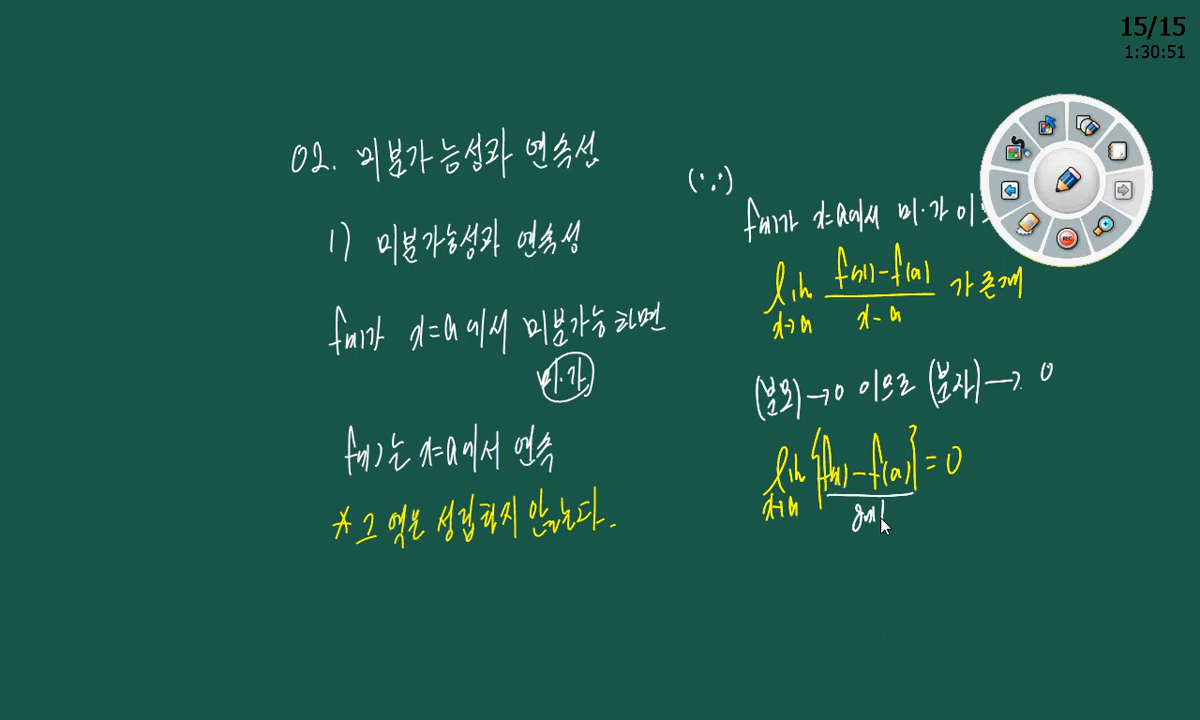 15/15
1:30:51
02. 미분가능성과 연속성
1) 미분가능성과 연속성
f(x)가 x=a에서 미분가능하면
미·가
f(x)는 x=a에서 연속
*그 역은 성립하지 않는다.
(∵)
f(x)가 x=a에서 미·가 이
lim x→a (f(x)-f(a))/(x-a) 가 존재
(분모)→0 이므로 (분자)→0
lim x→a {f(x)-f(a)}=0
g(x)
REC